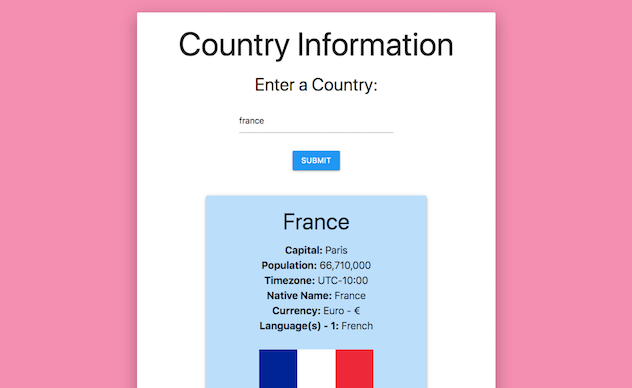 Country Information
Enter a Country:
france
SUBMIT
France
Capital: Paris
Population: 66,710,000
Timezone: UTC-10:00
Native Name: France
Currency: Euro - €
Language(s) - 1: French